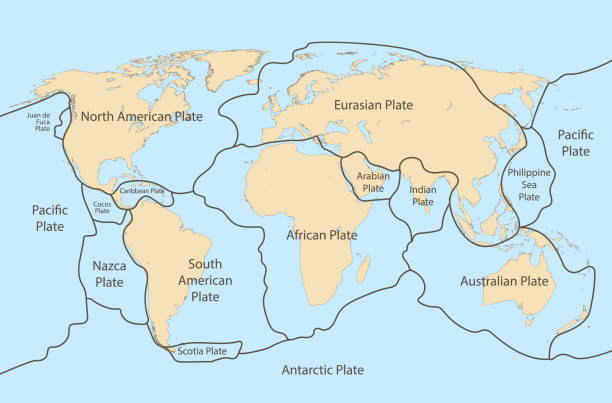 North American Plate
Eurasian Plate
Juan de
Fuca
Plate
Pacific
Plate
Arabian
Plate
Indian
Plate
Philippine
Sea
Plate
Caribbean Plate
Cocos
Plate
Pacific
Plate
African Plate
Nazca
Plate
South
American
Plate
Australian Plate
Scotia Plate
Antarctic Plate